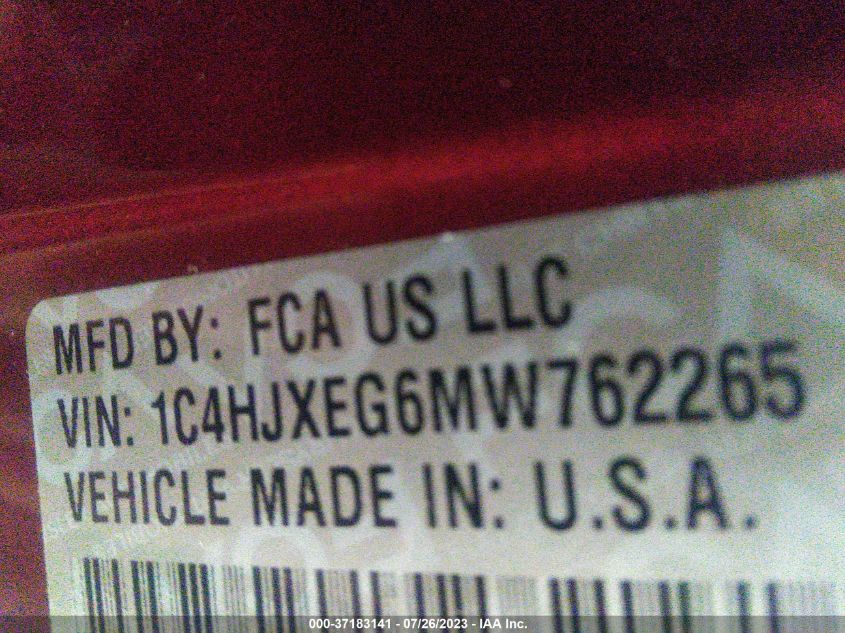 MFD BY: FCA US LLC
VIN: 1C4HJXEG6MW762265
VEHICLE MADE IN: U.S.A.
000-37183141 - 07/26/2023 - IAA Inc.